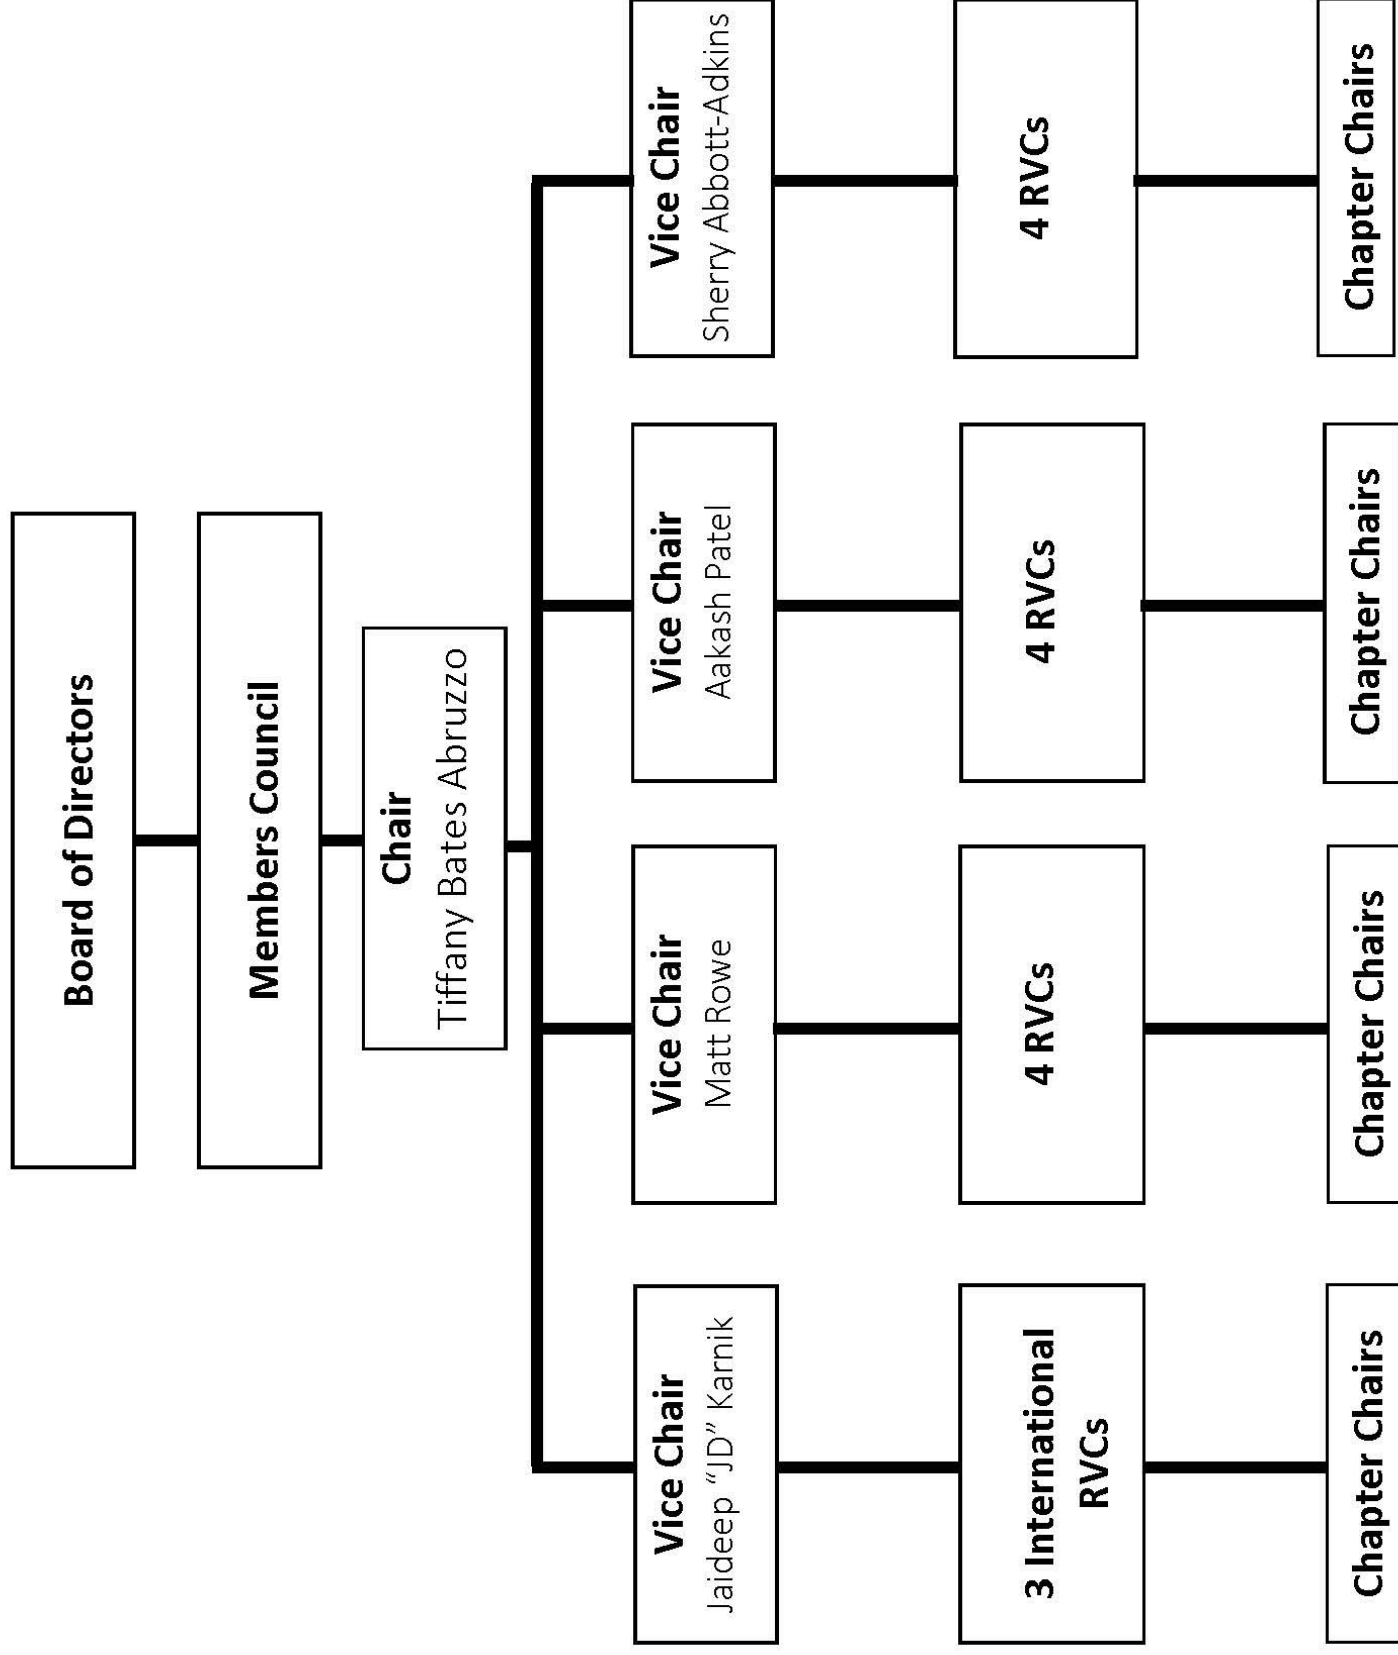 Board of Directors
Members Council
Chair
Tiffany Bates Abruzzo
Vice Chair
Jaideep “JD” Karnik
Vice Chair
Matt Rowe
Vice Chair
Aakash Patel
Vice Chair
Sherry Abbott-Adkins
3 International
RVCs
4 RVCs
4 RVCs
4 RVCs
Chapter Chairs
Chapter Chairs
Chapter Chairs
Chapter Chairs